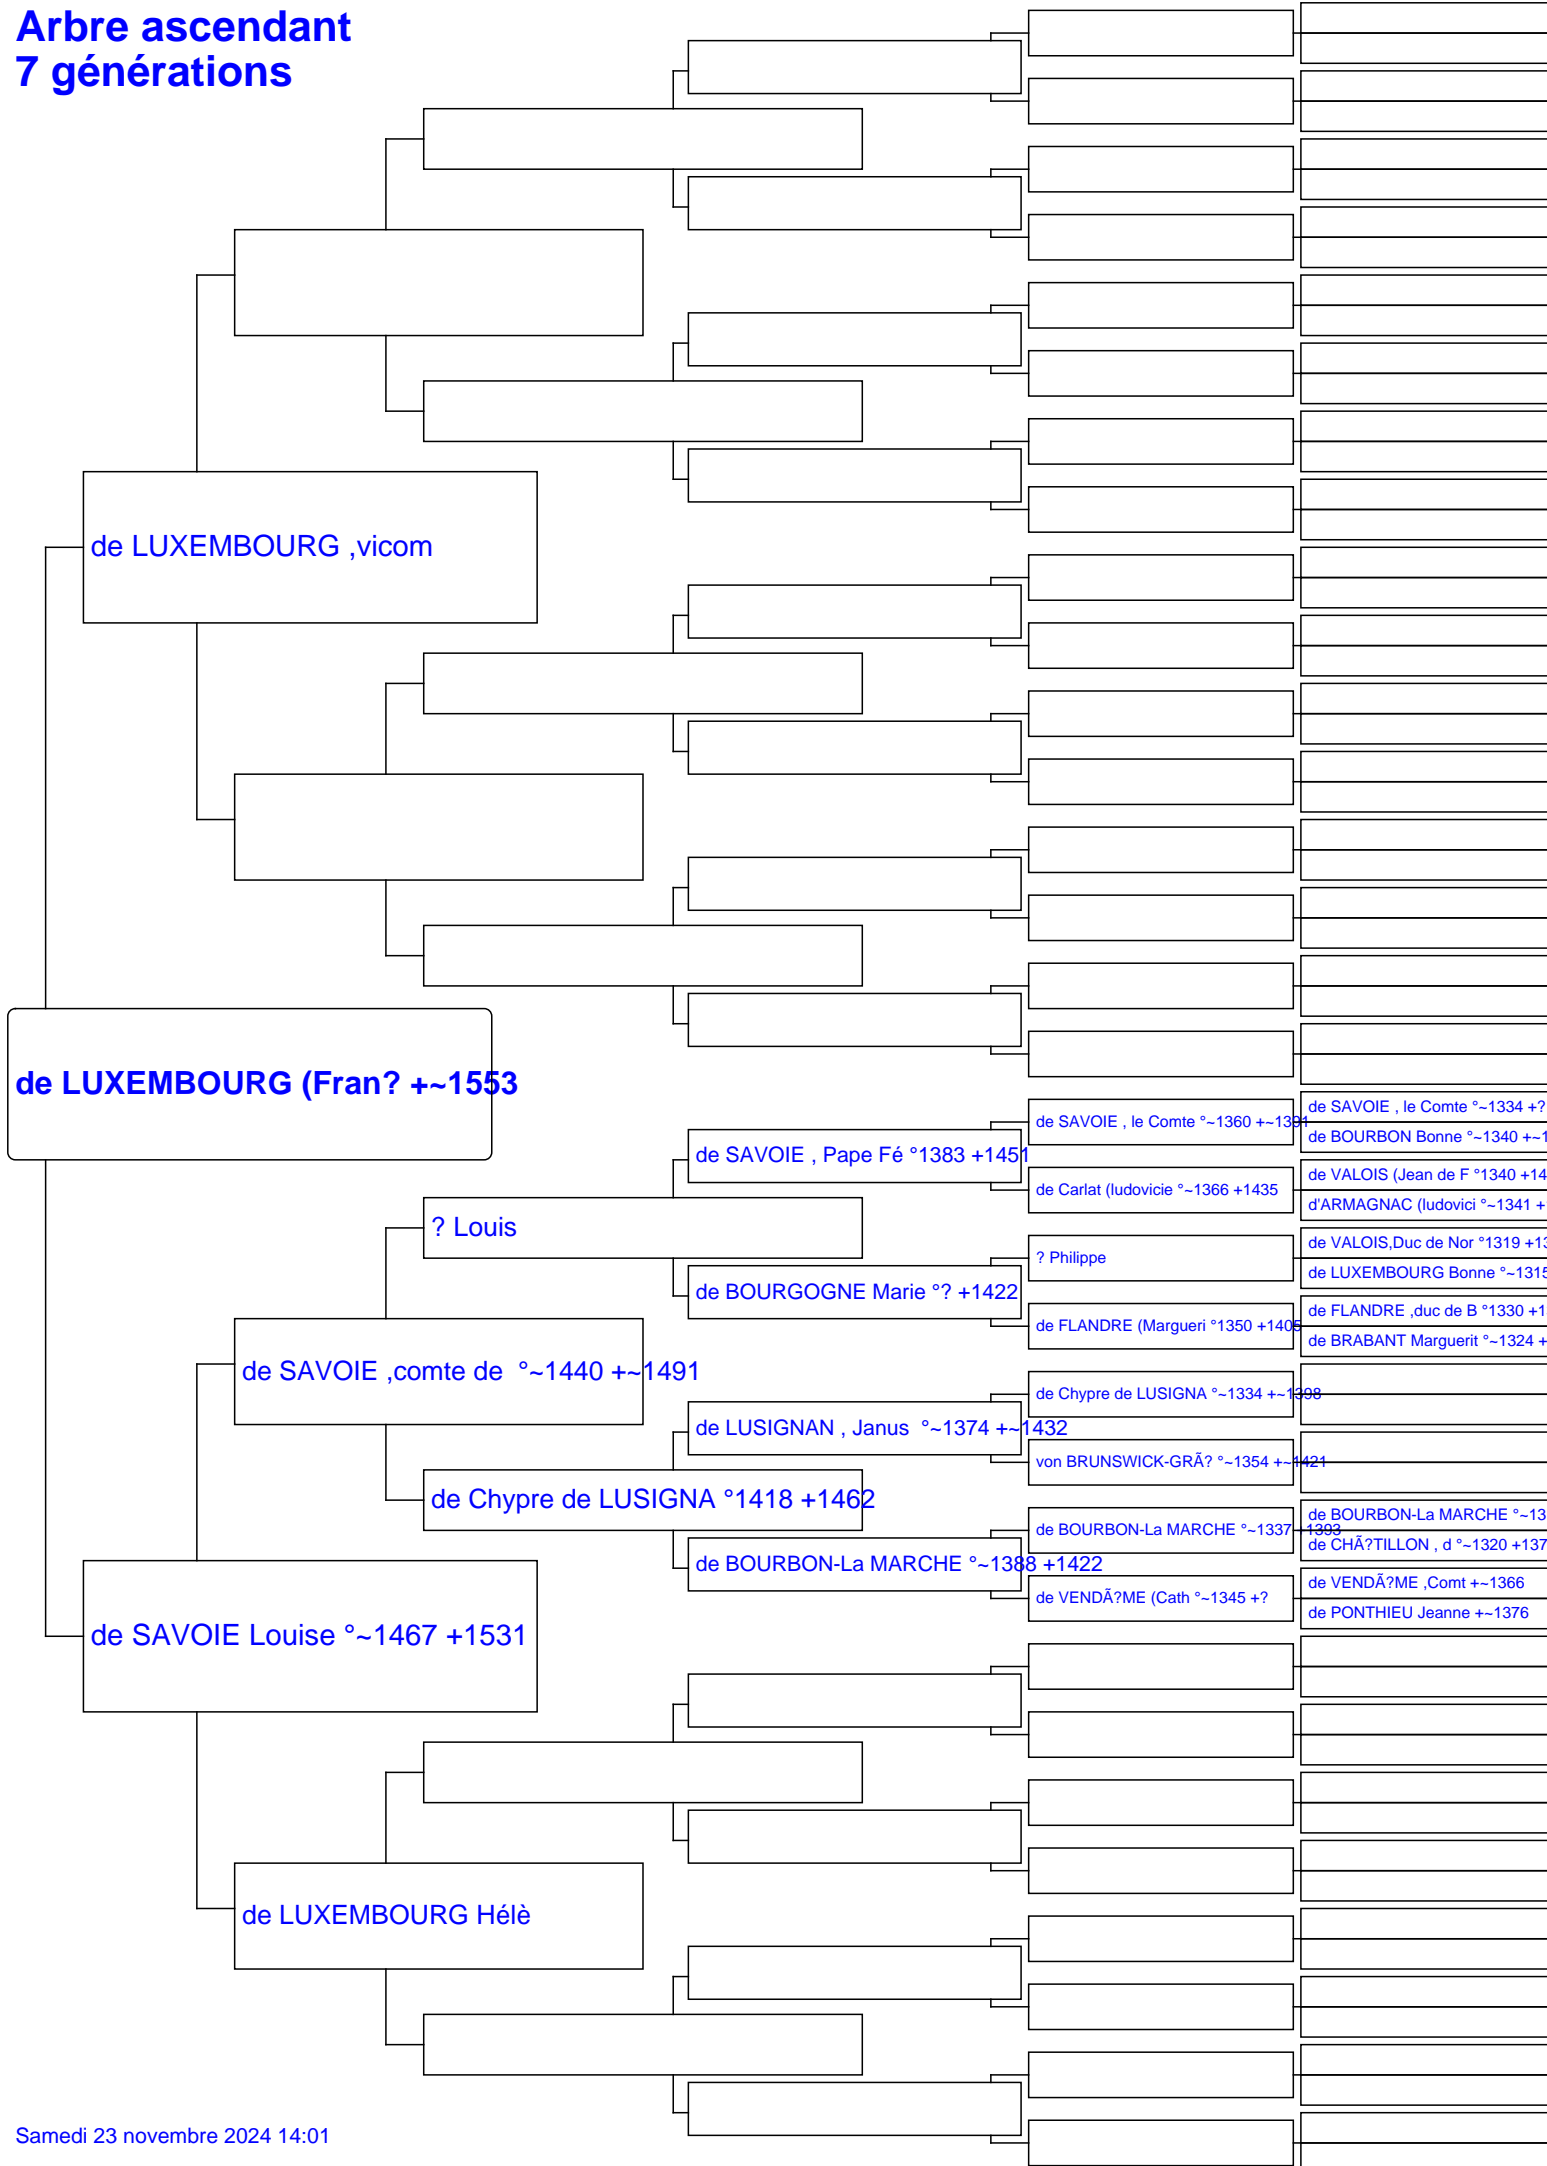 Arbre ascendant
7 générations
de LUXEMBOURG ,vicom
de LUXEMBOURG (Fran? +~1553
de SAVOIE , le Comte °~1334 +?
de SAVOIE , le Comte °~1360 +~1391
de BOURBON Bonne °~1340 +~1
de SAVOIE , Pape Fé °1383 +1451
de VALOIS (Jean de F °1340 +14
de Carlat (ludovicie °~1366 +1435
d'ARMAGNAC (ludovici °~1341 +
? Louis
de VALOIS,Duc de Nor °1319 +13
? Philippe
de LUXEMBOURG Bonne °~1315
de BOURGOGNE Marie °? +1422
de FLANDRE ,duc de B °1330 +1
de FLANDRE (Margueri °1350 +1405
de BRABANT Marguerit °~1324 +
de SAVOIE ,comte de °~1440 +~1491
de Chypre de LUSIGNA °~1334 +~1398
de LUSIGNAN , Janus °~1374 +~1432
von BRUNSWICK-GRÃ? °~1354 +~1421
de Chypre de LUSIGNA °1418 +1462
de BOURBON-La MARCHE °~13
de BOURBON-La MARCHE °~1337 +1393
de CHÃ?TILLON , d °~1320 +137
de BOURBON-La MARCHE °~1388 +1422
de VENDÃ?ME ,Comt +~1366
de VENDÃ?ME (Cath °~1345 +?
de PONTHIEU Jeanne +~1376
de SAVOIE Louise °~1467 +1531
de LUXEMBOURG Hélè
Samedi 23 novembre 2024 14:01